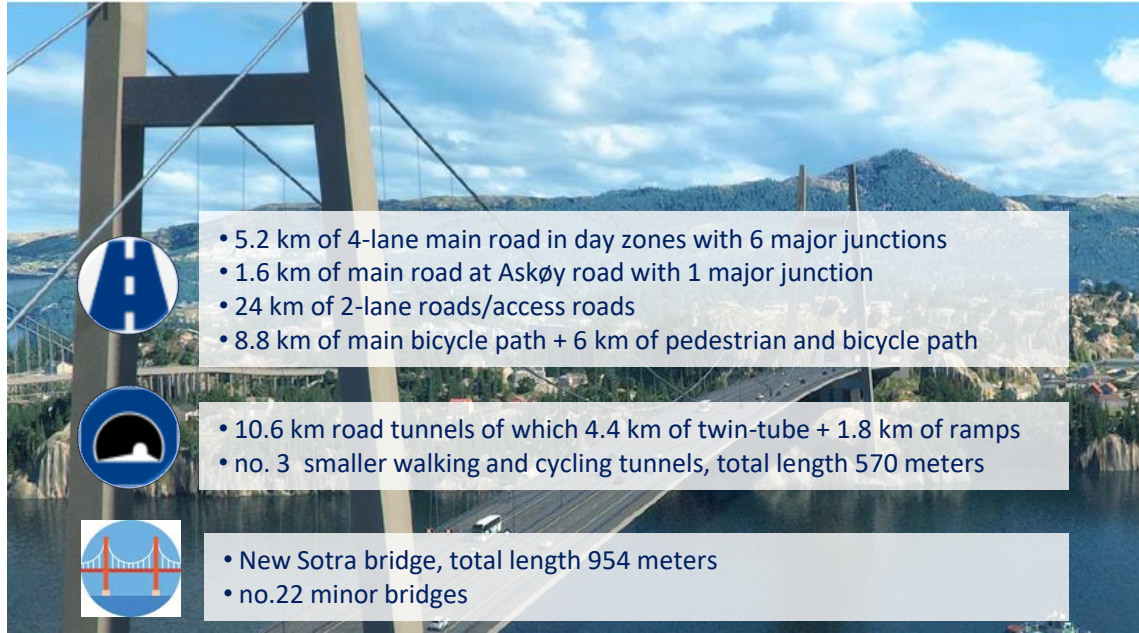 • 5.2 km of 4-lane main road in day zones with 6 major junctions
• 1.6 km of main road at Askøy road with 1 major junction
• 24 km of 2-lane roads/access roads
• 8.8 km of main bicycle path + 6 km of pedestrian and bicycle path
• 10.6 km road tunnels of which 4.4 km of twin-tube + 1.8 km of ramps
• no. 3 smaller walking and cycling tunnels, total length 570 meters
• New Sotra bridge, total length 954 meters
• no.22 minor bridges